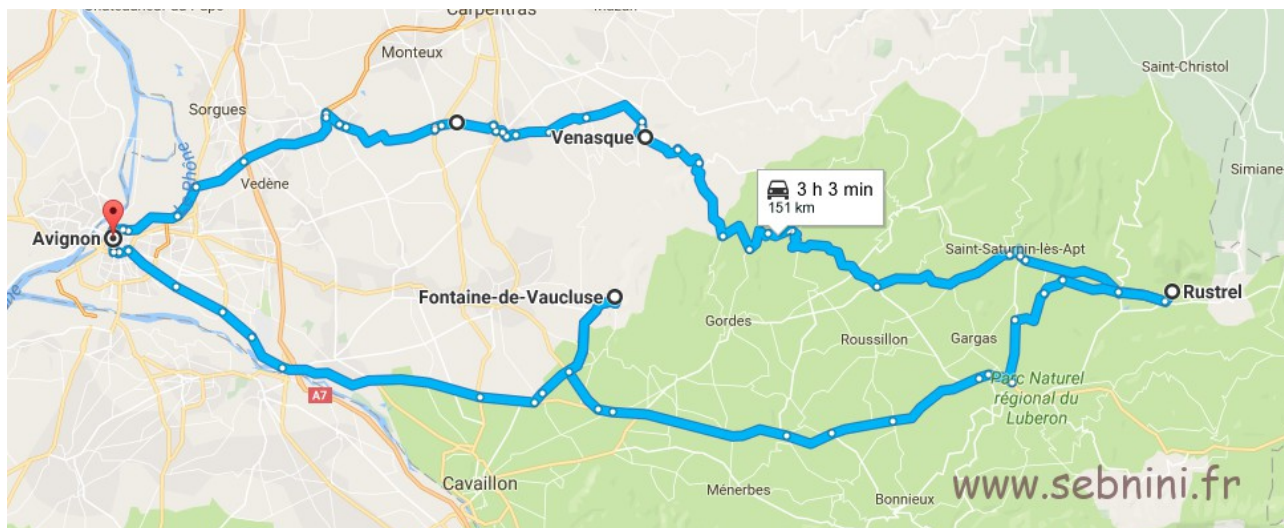 Carpentras
Monteux
Saint-Christol
Sorgues
Rhône
Venasque
Simiane
Vedène
3 h 3 min
151 km
Avignon
Saint-Saturnin-lès-Apt
Fontaine-de-Vaucluse
Rustrel
Gordes
Roussillon
Gargas
A7
Parc Naturel
régional du
Luberon
Cavaillon
Ménerbes
Bonnieux
www.sebnini.fr